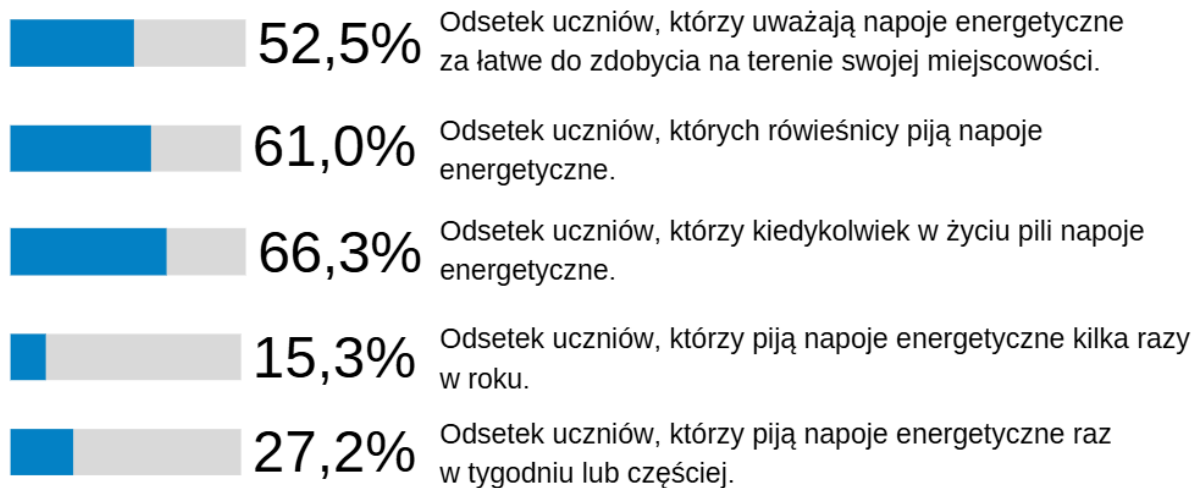 52,5%
Odsetek uczniów, którzy uważają napoje energetyczne
za łatwe do zdobycia na terenie swojej miejscowości.
61,0%
Odsetek uczniów, których rówieśnicy piją napoje
energetyczne.
66,3%
Odsetek uczniów, którzy kiedykolwiek w życiu pili napoje
energetyczne.
15,3%
Odsetek uczniów, którzy piją napoje energetyczne kilka razy
w roku.
27,2%
Odsetek uczniów, którzy piją napoje energetyczne raz
w tygodniu lub częściej.